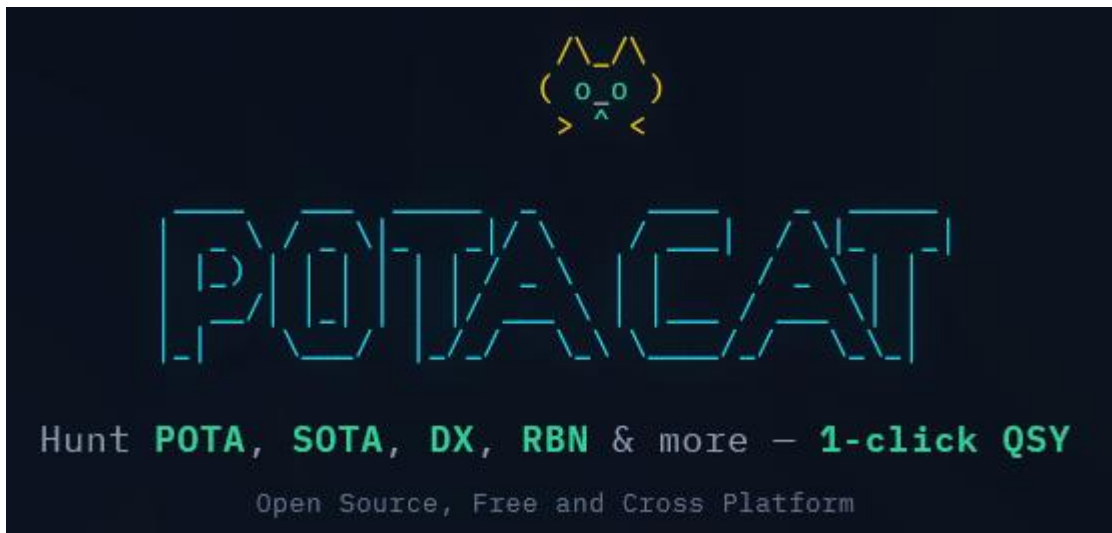 POTACAT
Hunt POTA, SOTA, DX, RBN & more — 1-click QSY
Open Source, Free and Cross Platform